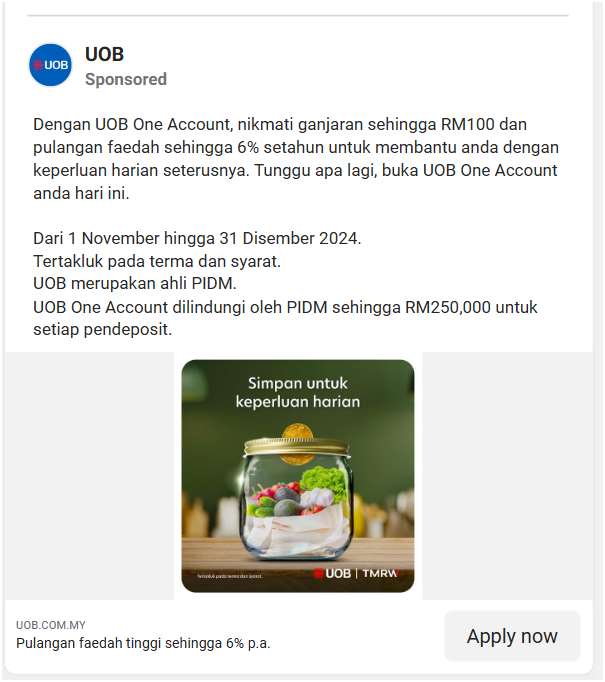 UOB
UOB
Sponsored
Dengan UOB One Account, nikmati ganjaran sehingga RM100 dan
pulangan faedah sehingga 6% setahun untuk membantu anda dengan
keperluan harian seterusnya. Tunggu apa lagi, buka UOB One Account
anda hari ini.
Dari 1 November hingga 31 Disember 2024.
Tertakluk pada terma dan syarat.
UOB merupakan ahli PIDM.
UOB One Account dilindungi oleh PIDM sehingga RM250,000 untuk
setiap pendeposit.
Simpan untuk
keperluan harian
Tertakluk pada terma dan syarat.
UOB | TMRW
UOB.COM.MY
Pulangan faedah tinggi sehingga 6% p.a.
Apply now